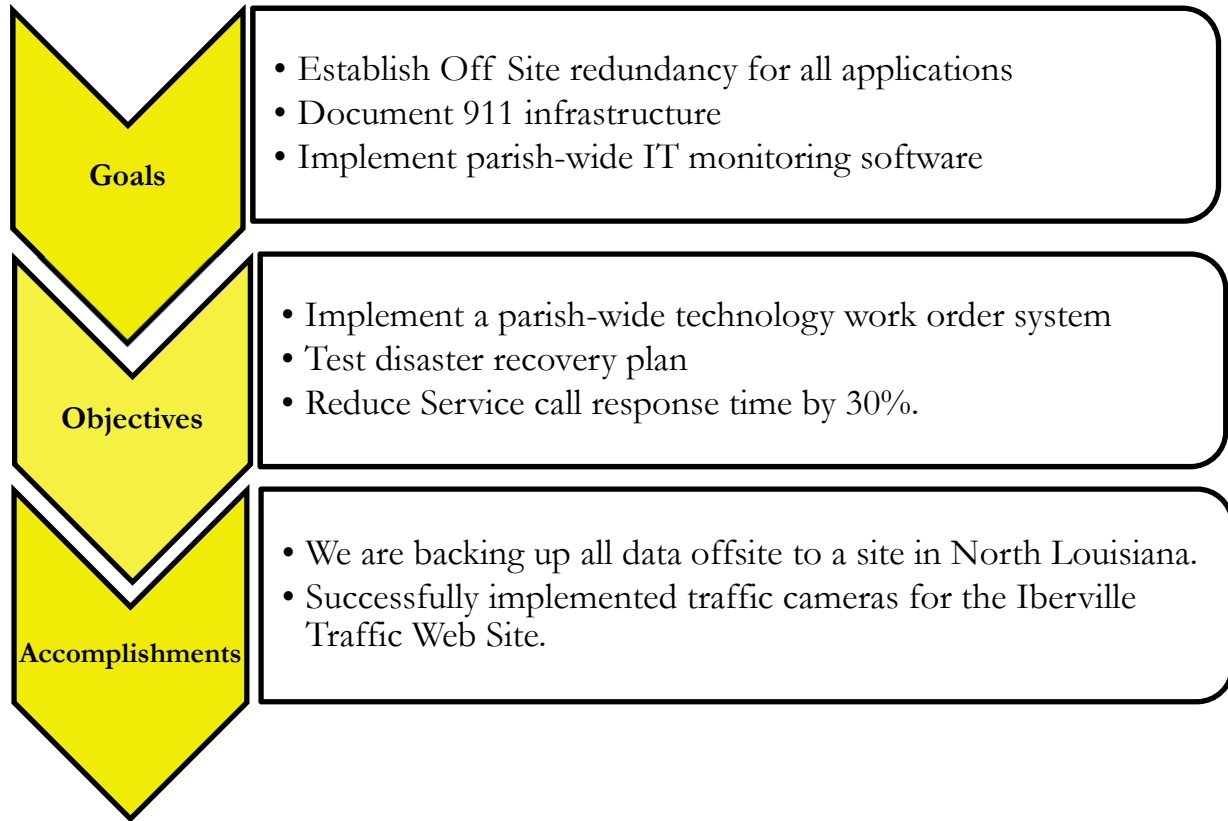 Goals
• Establish Off Site redundancy for all applications
• Document 911 infrastructure
• Implement parish-wide IT monitoring software
Objectives
• Implement a parish-wide technology work order system
• Test disaster recovery plan
• Reduce Service call response time by 30%.
Accomplishments
• We are backing up all data offsite to a site in North Louisiana.
• Successfully implemented traffic cameras for the Iberville
Traffic Web Site.